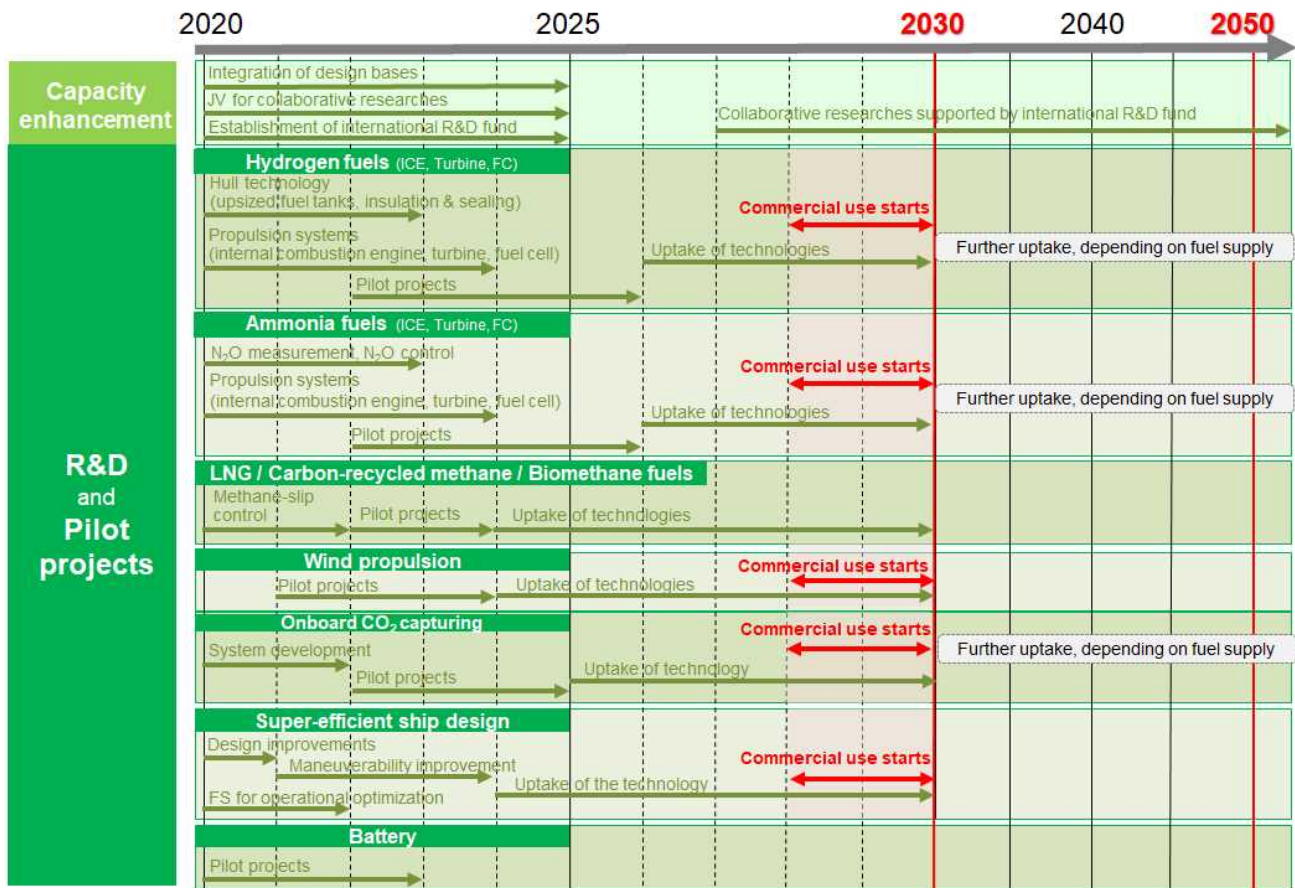 2020 2025 2030 2040 2050
Capacity
enhancement
Integration of design bases
JV for collaborative researches
Establishment of international R&D fund
Collaborative researches supported by international R&D fund
R&D
and
Pilot
projects
Hydrogen fuels (ICE, Turbine, FC)
Hull technology
(upsized fuel tanks, insulation & sealing)
Commercial use starts
Propulsion systems
(internal combustion engine, turbine, fuel cell)
Uptake of technologies
Further uptake, depending on fuel supply
Pilot projects
Ammonia fuels (ICE, Turbine, FC)
N₂O measurement, N₂O control
Commercial use starts
Propulsion systems
(internal combustion engine, turbine, fuel cell)
Uptake of technologies
Further uptake, depending on fuel supply
Pilot projects
LNG / Carbon-recycled methane / Biomethane fuels
Methane-slip
control
Pilot projects
Uptake of technologies
Wind propulsion
Commercial use starts
Pilot projects
Uptake of technologies
Onboard CO₂ capturing
Commercial use starts
System development
Further uptake, depending on fuel supply
Pilot projects
Uptake of technology
Super-efficient ship design
Design improvements
Commercial use starts
Maneuverability improvement
Uptake of the technology
FS for operational optimization
Battery
Pilot projects